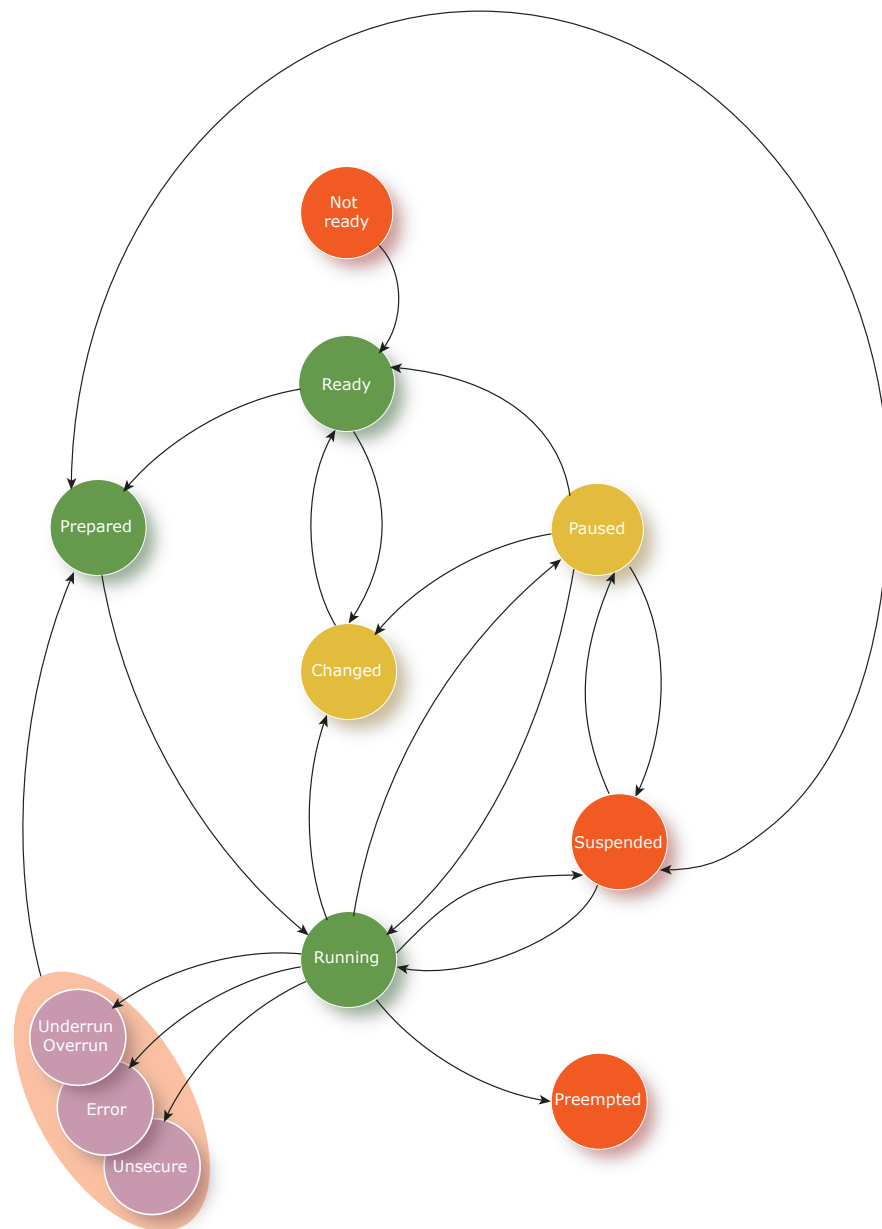 Not
ready
Ready
Prepared
Paused
Changed
Suspended
Running
Underrun
Overrun
Error
Preempted
Unsecure